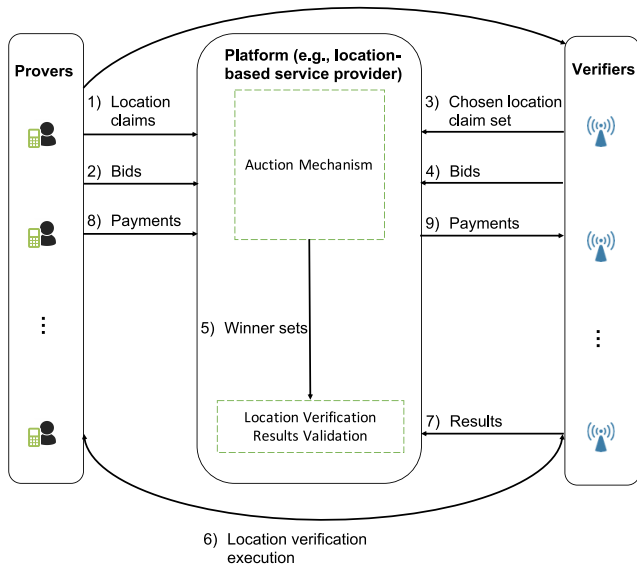 Provers
Platform (e.g., location-
based service provider)
Verifiers
1) Location
claims
3) Chosen location
claim set
Auction Mechanism
2) Bids
4) Bids
8) Payments
9) Payments
...
...
5) Winner sets
Location Verification
Results Validation
7) Results
6) Location verification
execution